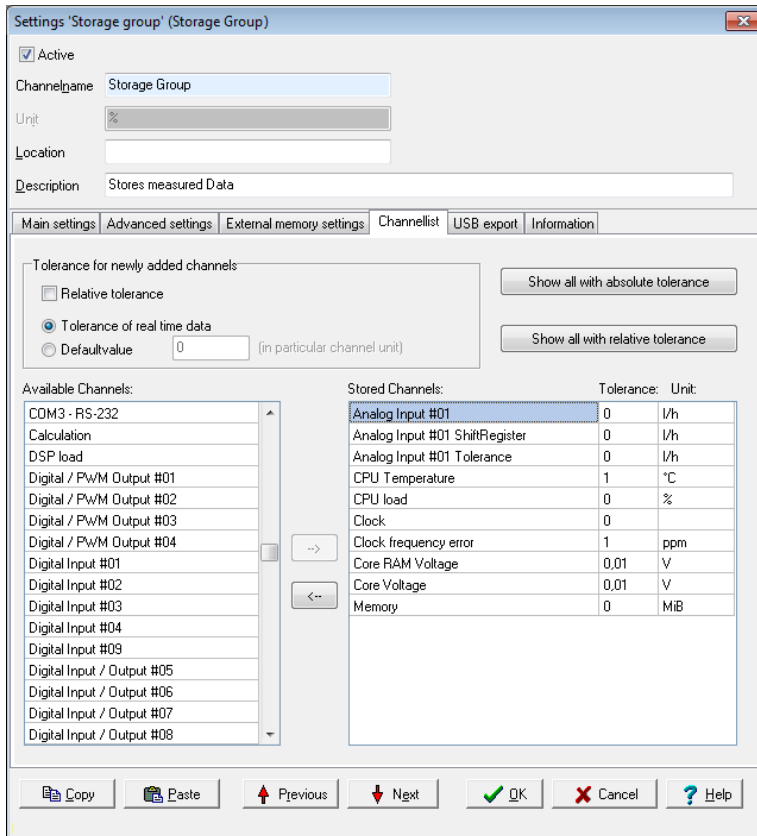 Settings 'Storage group' (Storage Group)
Active
Channelname Storage Group
Unit %
Location
Description Stores measured Data
Main settings Advanced settings External memory settings Channellist USB export Information
Tolerance for newly added channels
Relative tolerance
Tolerance of real time data
Defaultvalue 0 (in particular channel unit)
Show all with absolute tolerance
Show all with relative tolerance
Available Channels:
COM3 - RS-232
Calculation
DSP load
Digital / PWM Output #01
Digital / PWM Output #02
Digital / PWM Output #03
Digital / PWM Output #04
Digital Input #01
Digital Input #02
Digital Input #03
Digital Input #04
Digital Input #09
Digital Input / Output #05
Digital Input / Output #06
Digital Input / Output #07
Digital Input / Output #08
-->
<--
Stored Channels: Tolerance: Unit:
Analog Input #01 0 l/h
Analog Input #01 ShiftRegister 0 l/h
Analog Input #01 Tolerance 0 l/h
CPU Temperature 1 °C
CPU load 0 %
Clock 0
Clock frequency error 1 ppm
Core RAM Voltage 0,01 V
Core Voltage 0,01 V
Memory 0 MiB
Copy Paste Previous Next OK Cancel Help